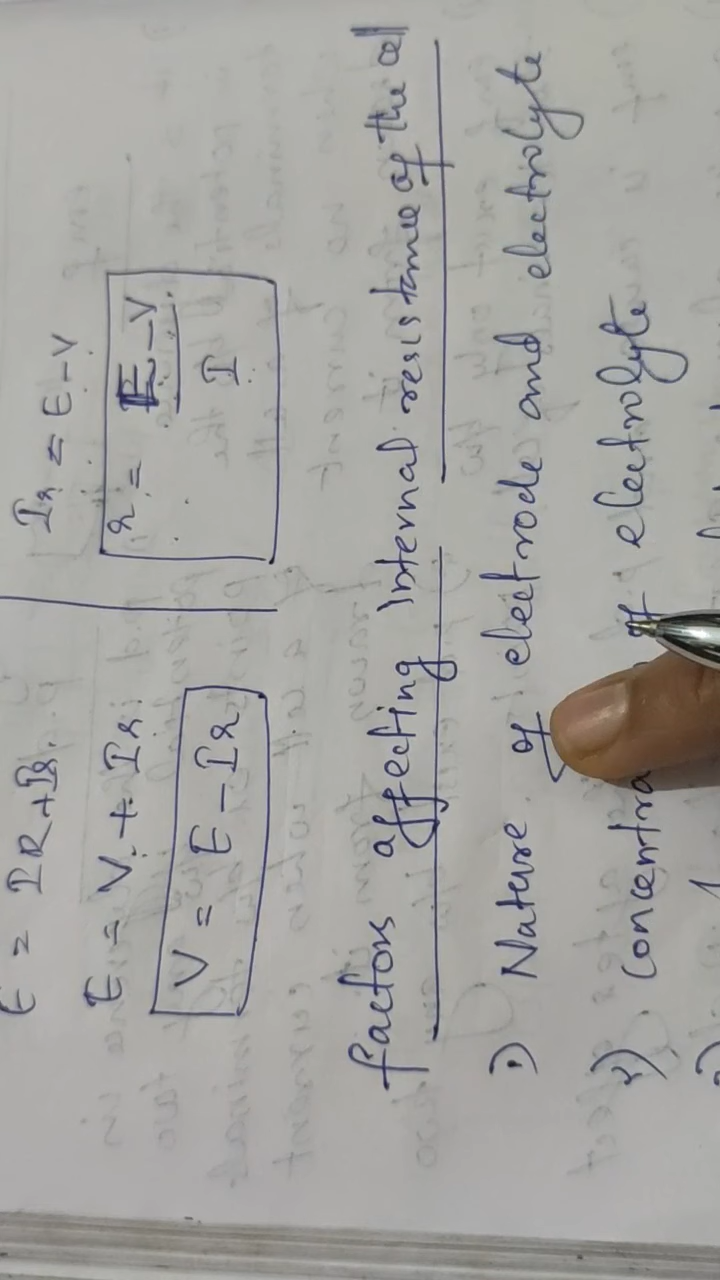 E = IR + Ir.
E = V + Ir
V = E - Ir
Ir = E - V
r = E - V / I
factors affecting internal resistance of the cell
1) Nature of electrode and electrolyte
2) of electrolyte